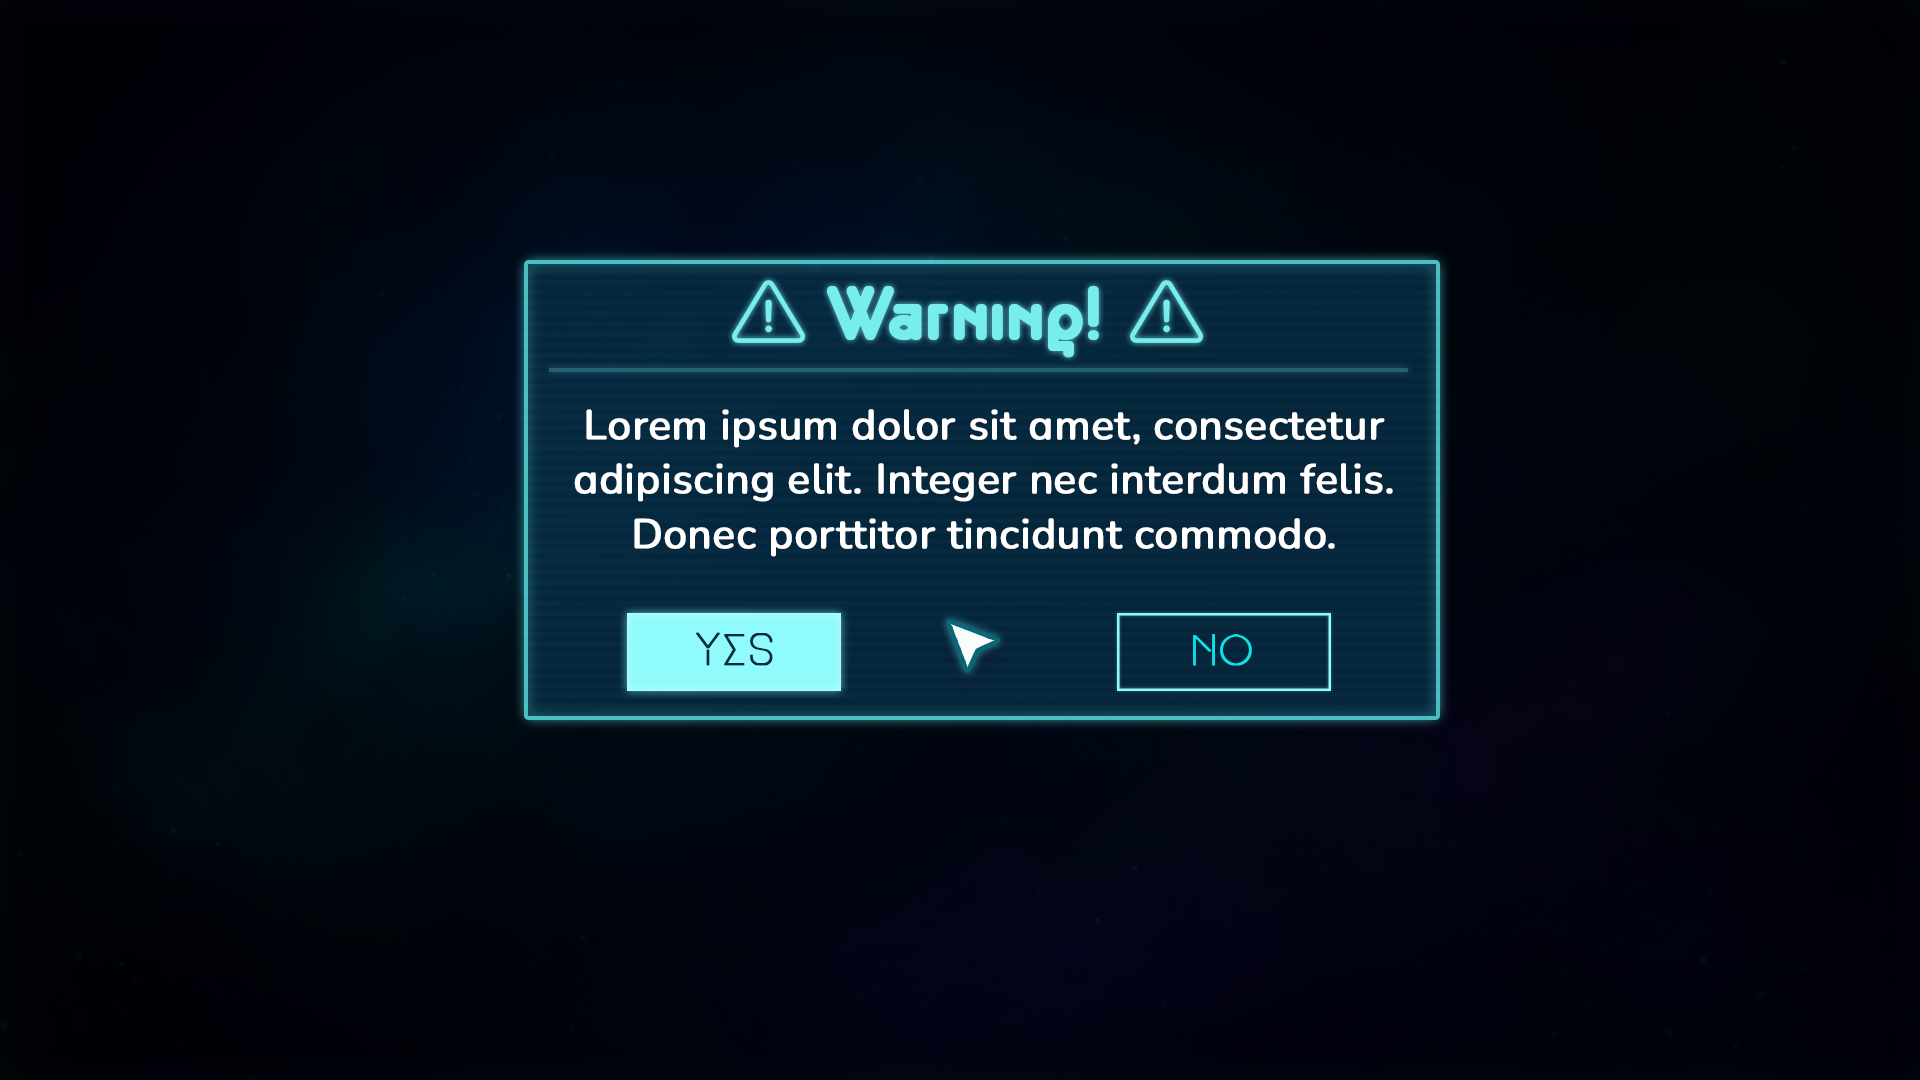 Warning!
Lorem ipsum dolor sit amet, consectetur
adipiscing elit. Integer nec interdum felis.
Donec porttitor tincidunt commodo.
YΣS
NO